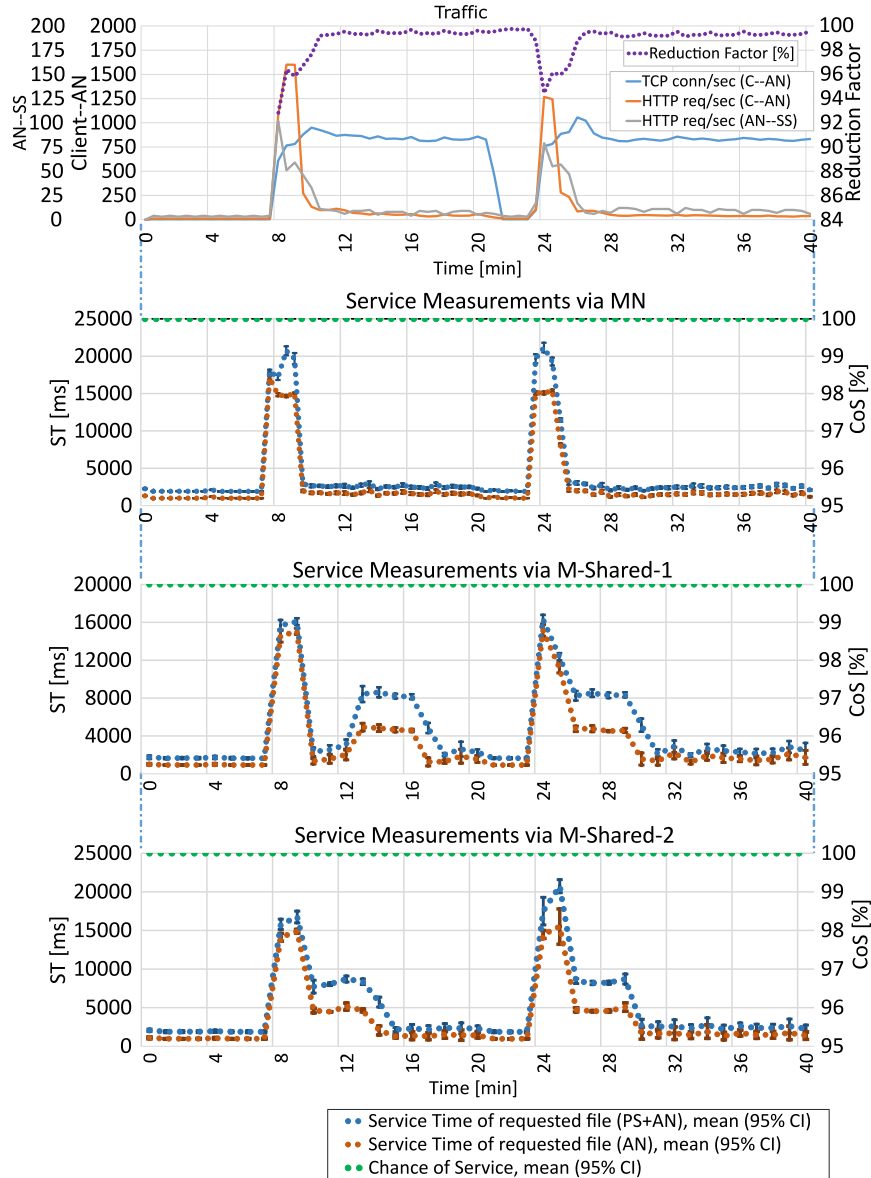 Traffic
AN--SS
Client--AN
Reduction Factor
200 2000 100
175 1750 98
150 1500 96
125 1250 94
100 1000 92
75 750 90
50 500 88
25 250 86
0 0 84
Reduction Factor [%]
TCP conn/sec (C--AN)
HTTP req/sec (C--AN)
HTTP req/sec (AN--SS)
0 4 8 12 16 20 24 28 32 36 40
Time [min]
Service Measurements via MN
ST [ms]
CoS [%]
25000 100
20000 99
15000 98
10000 97
5000 96
0 95
0 4 8 12 16 20 24 28 32 36 40
Service Measurements via M-Shared-1
ST [ms]
CoS [%]
20000 100
16000 99
12000 98
8000 97
4000 96
0 95
0 4 8 12 16 20 24 28 32 36 40
Service Measurements via M-Shared-2
ST [ms]
CoS [%]
25000 100
20000 99
15000 98
10000 97
5000 96
0 95
0 4 8 12 16 20 24 28 32 36 40
Time [min]
Service Time of requested file (PS+AN), mean (95% CI)
Service Time of requested file (AN), mean (95% CI)
Chance of Service, mean (95% CI)